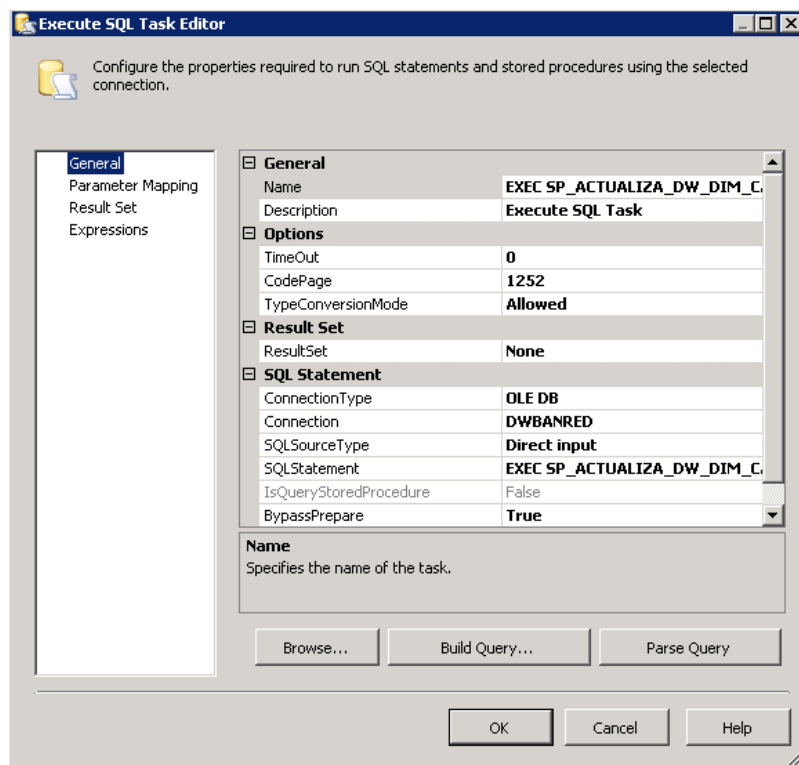 Execute SQL Task Editor
Configure the properties required to run SQL statements and stored procedures using the selected
connection.
General
Parameter Mapping
Result Set
Expressions
General
Name EXEC SP_ACTUALIZA_DW_DIM_C
Description Execute SQL Task
Options
TimeOut 0
CodePage 1252
TypeConversionMode Allowed
Result Set
ResultSet None
SQL Statement
ConnectionType OLE DB
Connection DWBANRED
SQLSourceType Direct input
SQLStatement EXEC SP_ACTUALIZA_DW_DIM_C
IsQueryStoredProcedure False
BypassPrepare True
Name
Specifies the name of the task.
Browse... Build Query... Parse Query
OK Cancel Help